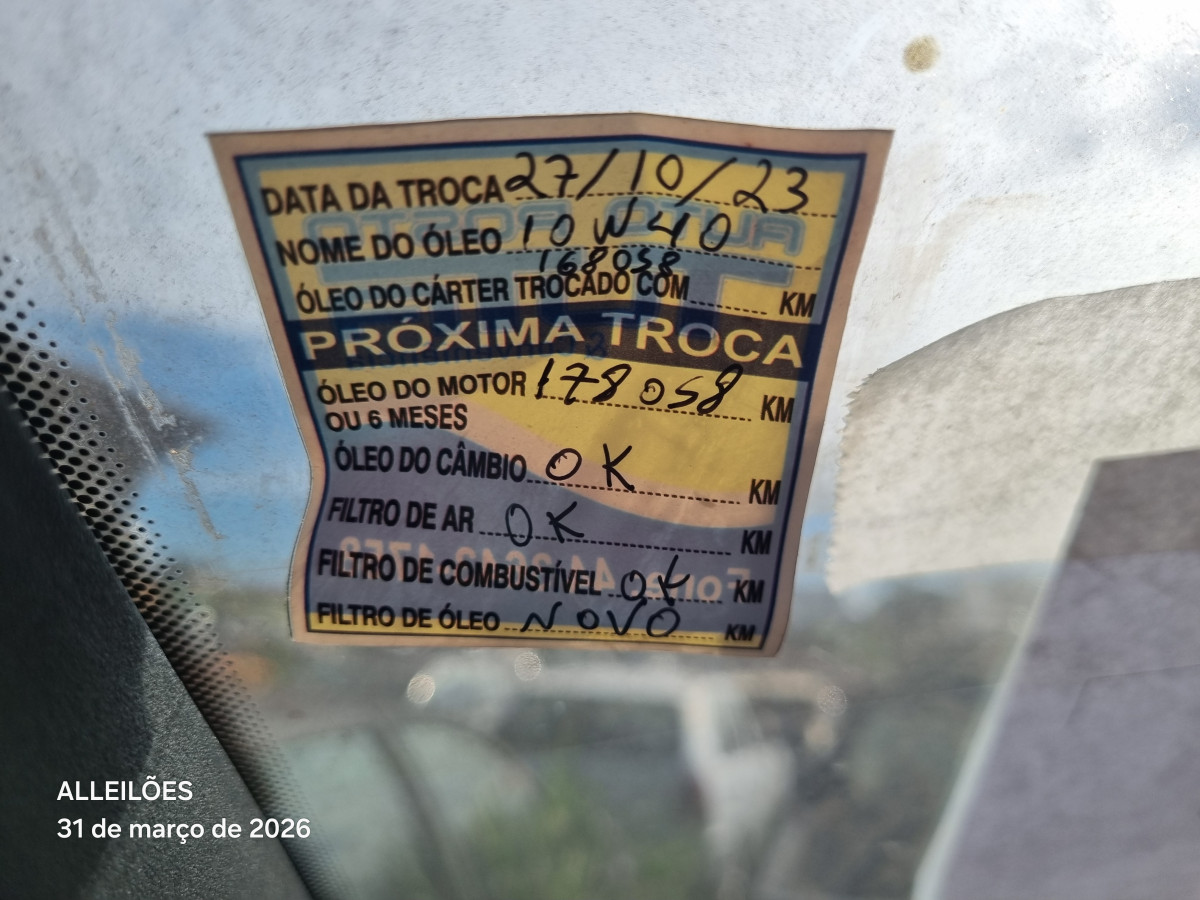 DATA DA TROCA 27/10/23
NOME DO ÓLEO 10W40
168058
ÓLEO DO CÁRTER TROCADO COM KM
PRÓXIMA TROCA
ÓLEO DO MOTOR 178058 KM
OU 6 MESES
ÓLEO DO CÂMBIO OK KM
FILTRO DE AR OK KM
FILTRO DE COMBUSTÍVEL OK KM
FILTRO DE ÓLEO NOVO KM
ALLEILÕES
31 de março de 2026